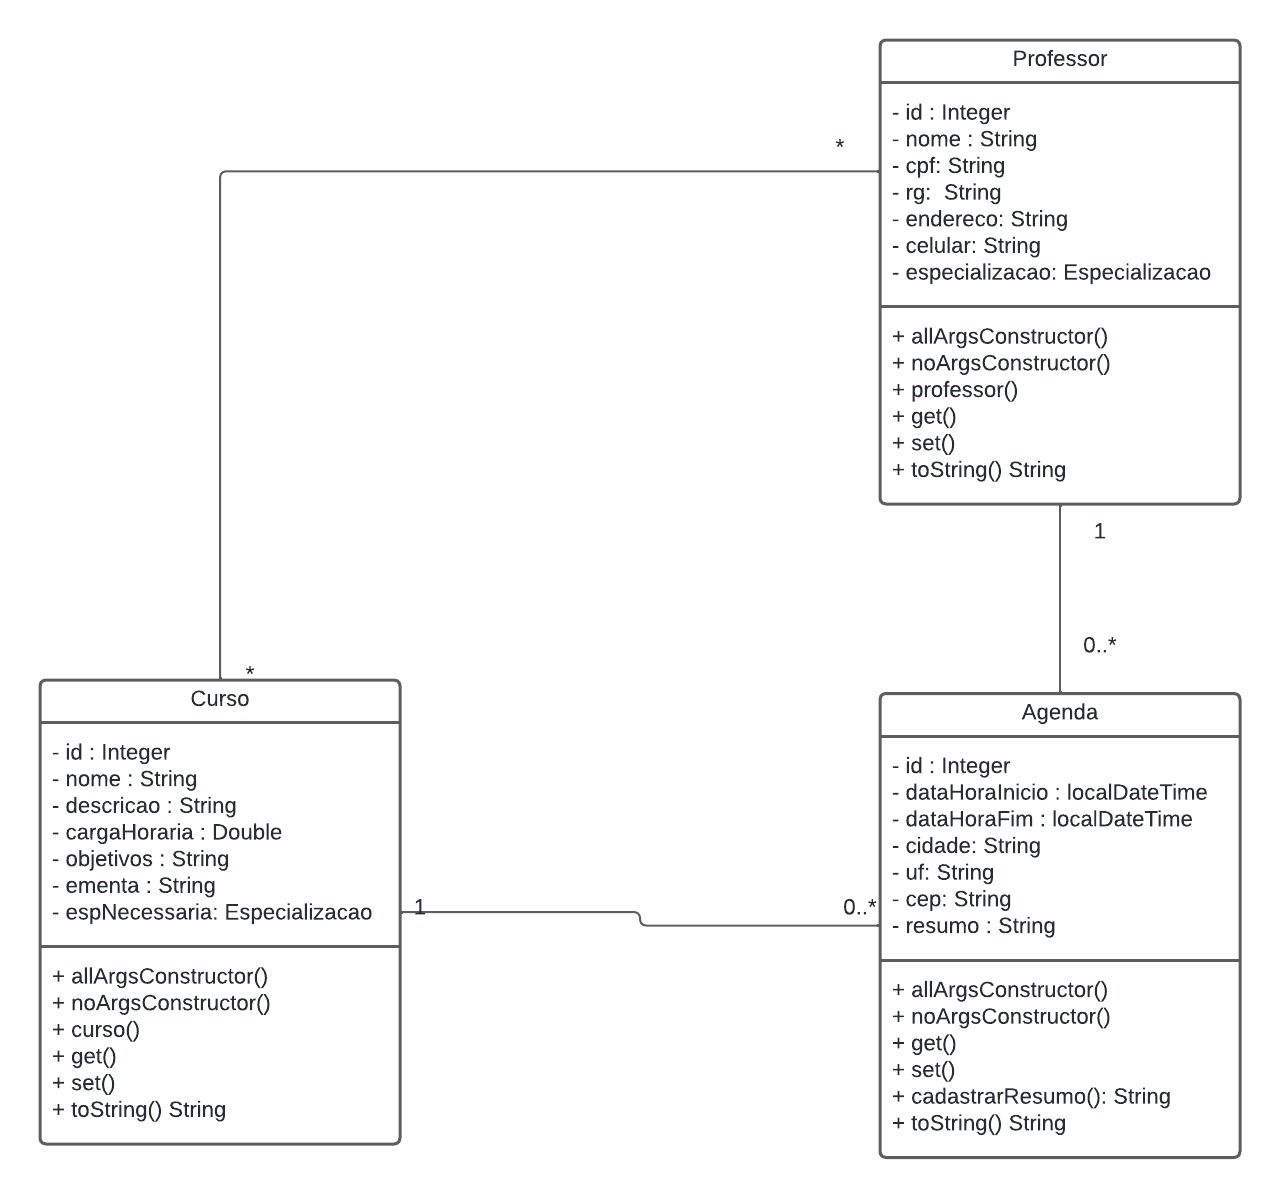 Professor
- id : Integer
- nome : String
- cpf: String
- rg:  String
- endereco: String
- celular: String
- especializacao: Especializacao
+ allArgsConstructor()
+ noArgsConstructor()
+ professor()
+ get()
+ set()
+ toString() String
*
*
1
0..*
Curso
- id : Integer
- nome : String
- descricao : String
- cargaHoraria : Double
- objetivos : String
- ementa : String
- espNecessaria: Especializacao
+ allArgsConstructor()
+ noArgsConstructor()
+ curso()
+ get()
+ set()
+ toString() String
1
0..*
Agenda
- id : Integer
- dataHoraInicio : localDateTime
- dataHoraFim : localDateTime
- cidade: String
- uf: String
- cep: String
- resumo : String
+ allArgsConstructor()
+ noArgsConstructor()
+ get()
+ set()
+ cadastrarResumo(): String
+ toString() String